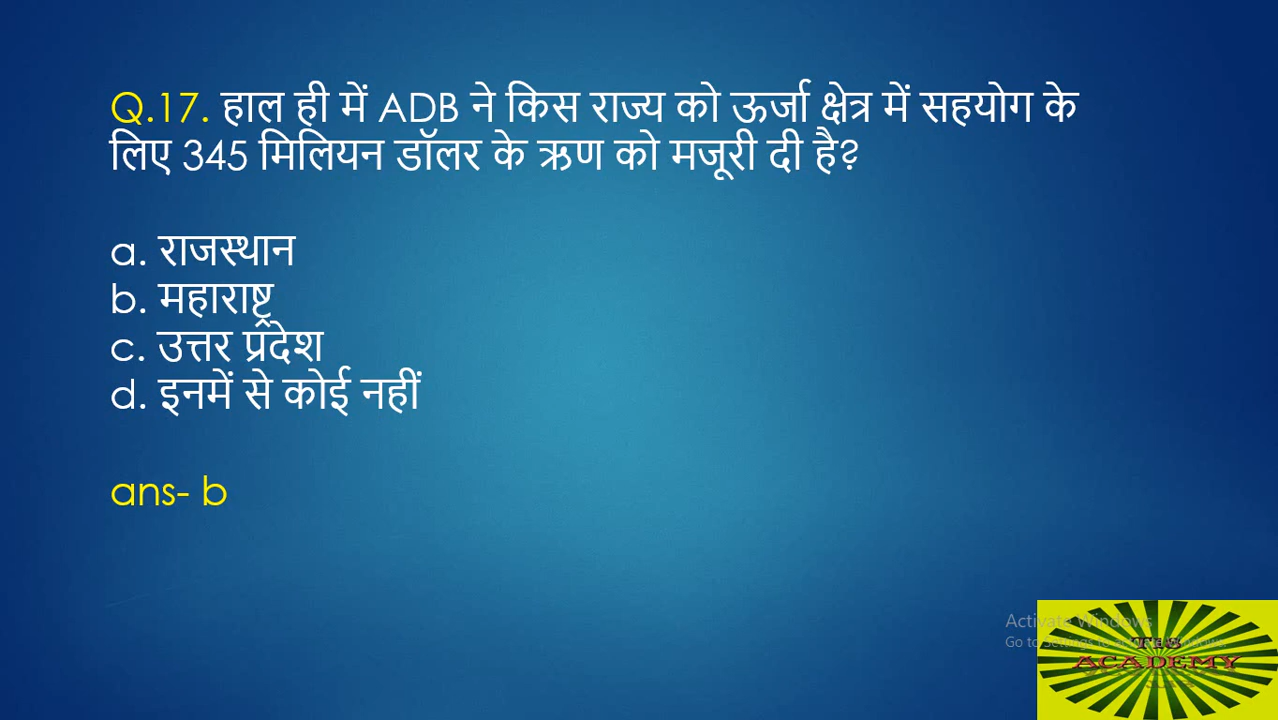 Q.17. हाल ही में ADB ने किस राज्य को ऊर्जा क्षेत्र में सहयोग के
लिए 345 मिलियन डॉलर के ऋण को मजूरी दी है?
a. राजस्थान
b. महाराष्ट्र
c. उत्तर प्रदेश
d. इनमें से कोई नहीं
ans- b
Activate Windows
Go to Settings to activate Windows
ACADEMY